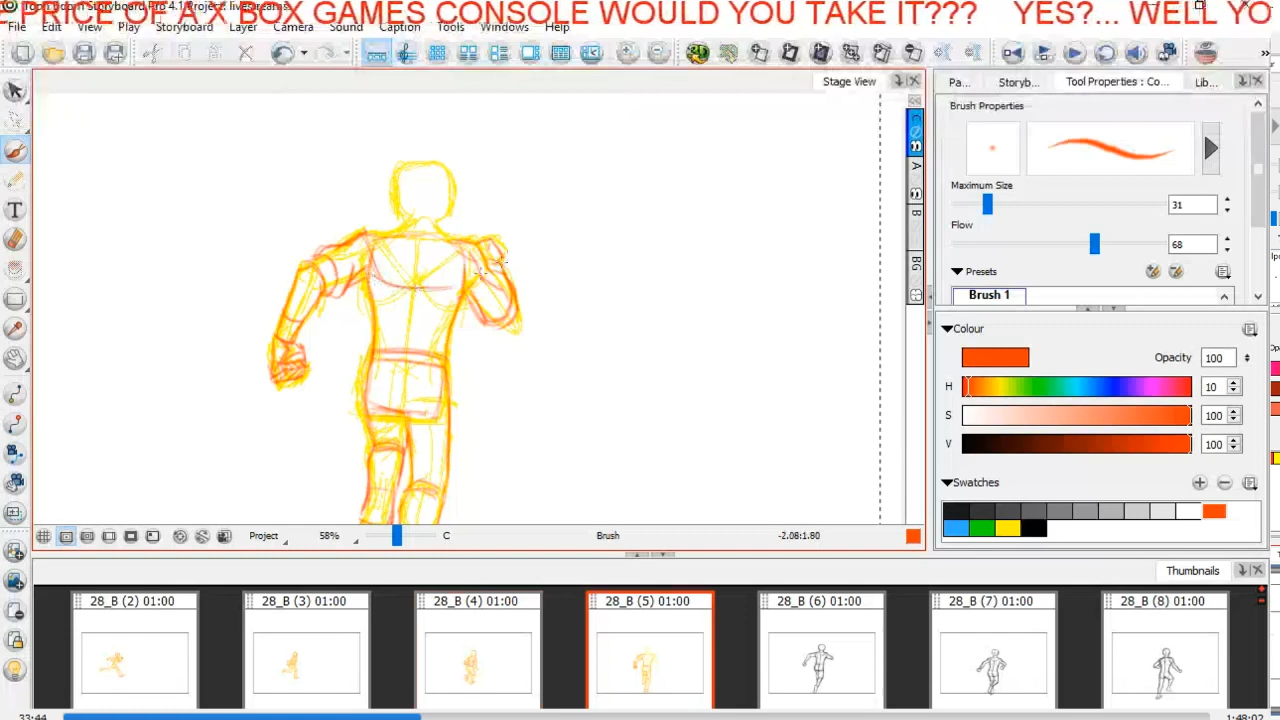 PRICE OF AXE BOX GAMES CONSOLE WOULD YOU TAKE IT??? YES?... WELL YO
File Edit View Play Storyboard Layer Camera Sound Caption Tools Windows Help
Stage View
Pa... Storyb... Tool Properties : Co... Lib...
Brush Properties
Maximum Size
31
Flow
68
Presets
Brush 1
Colour
Opacity 100
H 10
S 100
V 100
Swatches
A
B
BG
Project 58% C Brush -2.08:1.80
Thumbnails
28_B (2) 01:00 28_B (3) 01:00 28_B (4) 01:00 28_B (5) 01:00 28_B (6) 01:00 28_B (7) 01:00 28_B (8) 01:00
33:44 1:48:02